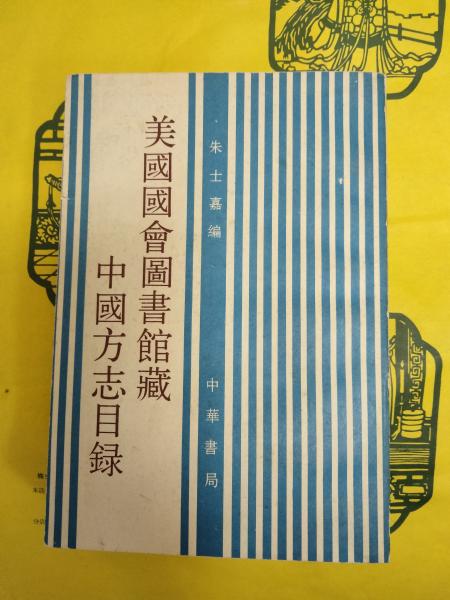 朱士嘉編
美國國會圖書館藏
中國方志目録
中華書局